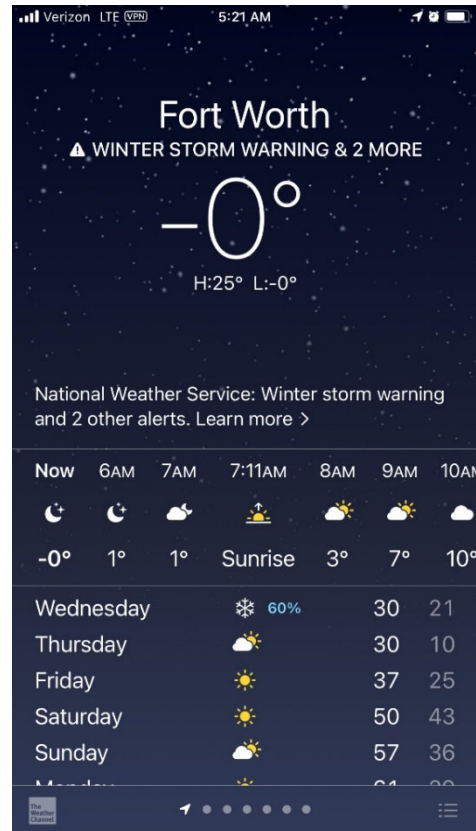 Verizon LTE VPN 5:21 AM
Fort Worth
WINTER STORM WARNING & 2 MORE
-0°
H:25° L:-0°
National Weather Service: Winter storm warning
and 2 other alerts. Learn more >
Now 6AM 7AM 7:11AM 8AM 9AM 10AM
-0° 1° 1° Sunrise 3° 7° 10°
Wednesday 60% 30 21
Thursday 30 10
Friday 37 25
Saturday 50 43
Sunday 57 36
The
Weather
Channel